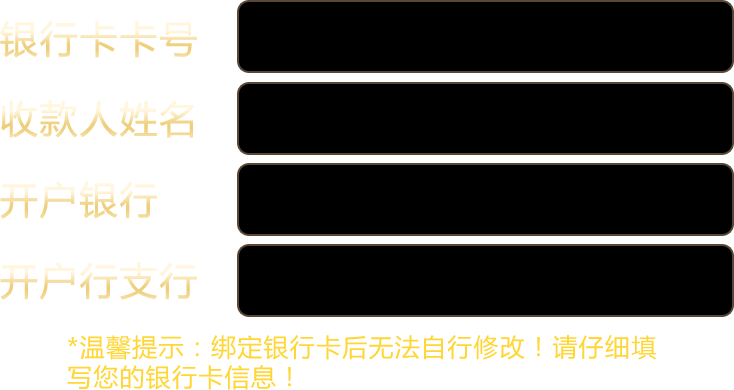 银行卡卡号
收款人姓名
开户银行
开户行支行
*温馨提示：绑定银行卡后无法自行修改！请仔细填
写您的银行卡信息！